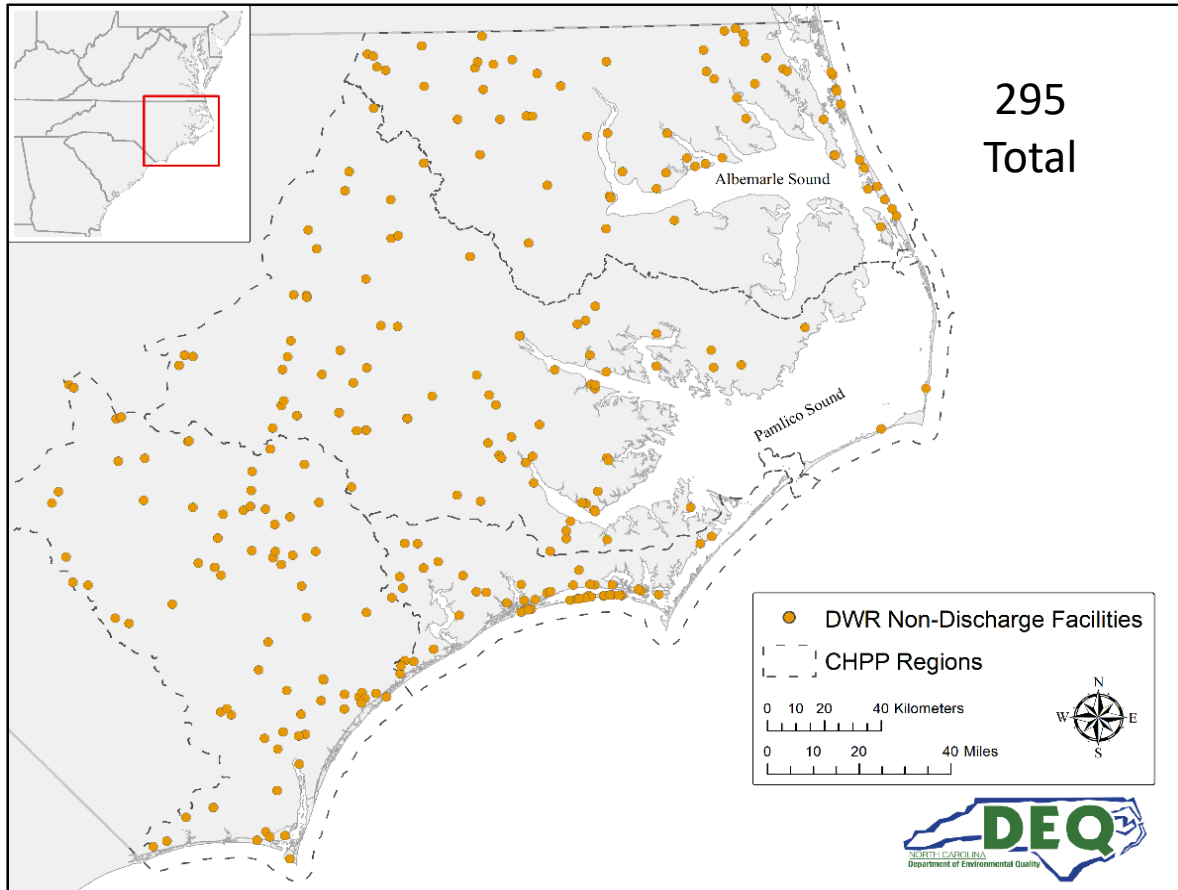 295
Total
Albemarle Sound
Pamlico Sound
DWR Non-Discharge Facilities
CHPP Regions
0 10 20 40 Kilometers
0 10 20 40 Miles
N
W E
S
DEQ
NORTH CAROLINA
Department of Environmental Quality